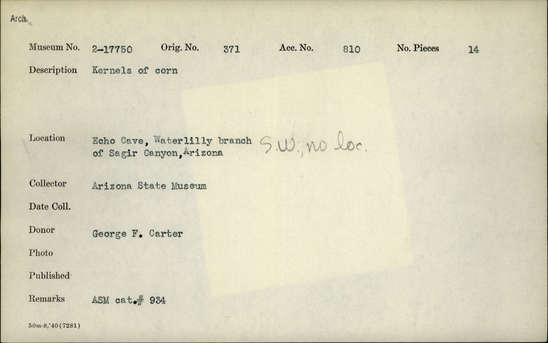 Arch.
Museum No. 2-17750 Orig. No. 371 Acc. No. 810 No. Pieces 14
Description Kernels of corn
Location Echo Cave, Waterlilly branch
of Sagir Canyon,Arizona S.W., no loc.
Collector Arizona State Museum
Date Coll.
Donor George F. Carter
Photo
Published
Remarks ASM cat.# 934
50m-8,'40(7281)